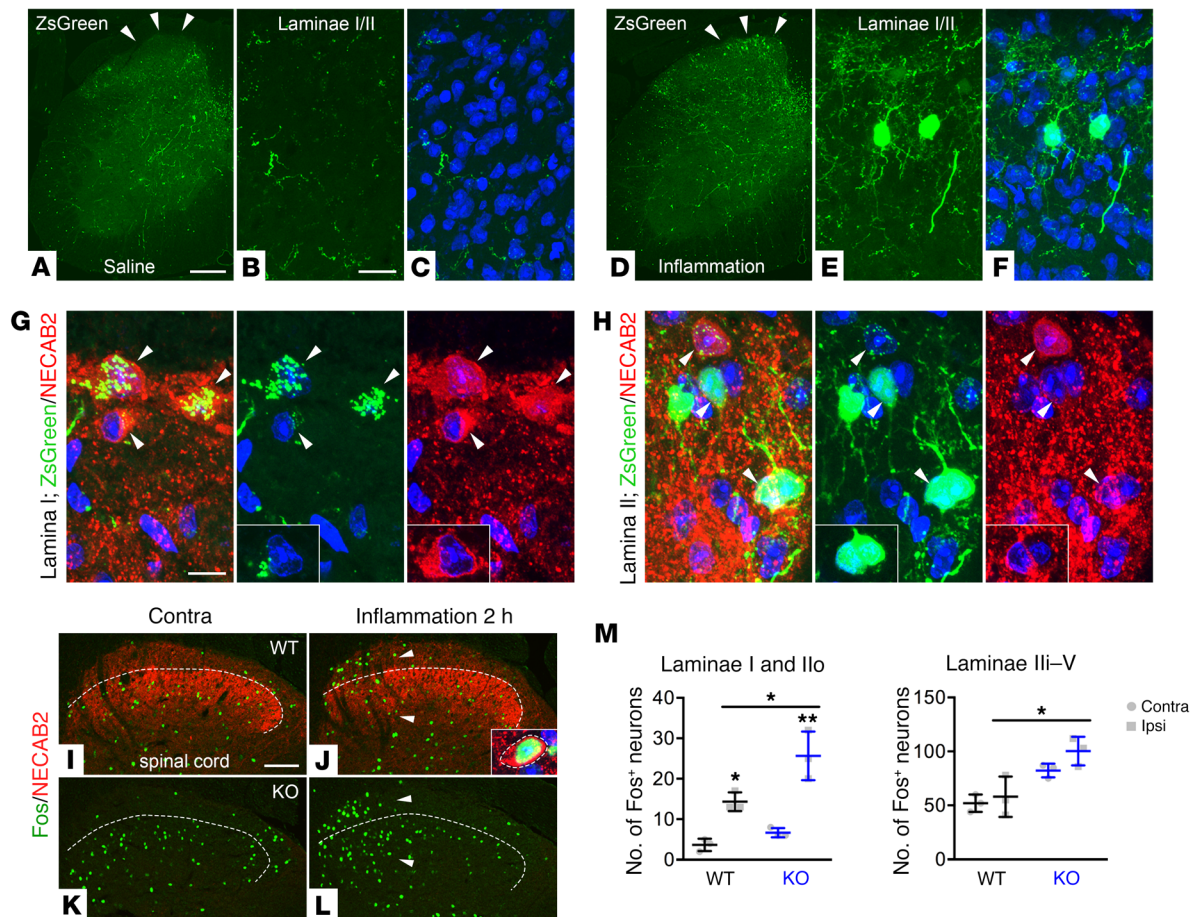 ZsGreen
Laminae I/II
A
Saline
B
C
ZsGreen
Laminae I/II
D
Inflammation
E
F
G
Lamina I; ZsGreen/NECAB2
H
Lamina II; ZsGreen/NECAB2
Contra
Inflammation 2 h
Fos/NECAB2
WT
I
spinal cord
J
KO
K
L
M
Laminae I and IIo
No. of Fos+ neurons
40
30
20
10
0
*
**
*
WT
KO
Laminae IIi–V
No. of Fos+ neurons
150
100
50
0
*
WT
KO
Contra
Ipsi